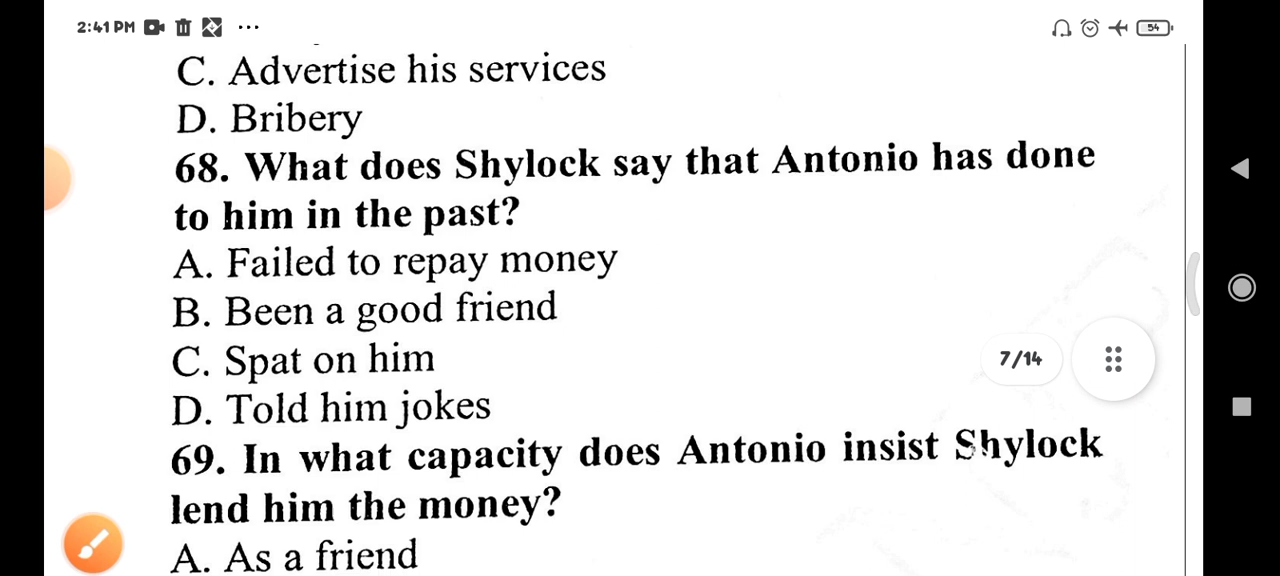 2:41 PM ... 54
C. Advertise his services
D. Bribery
68. What does Shylock say that Antonio has done
to him in the past?
A. Failed to repay money
B. Been a good friend
C. Spat on him
7/14
D. Told him jokes
69. In what capacity does Antonio insist Shylock
lend him the money?
A. As a friend